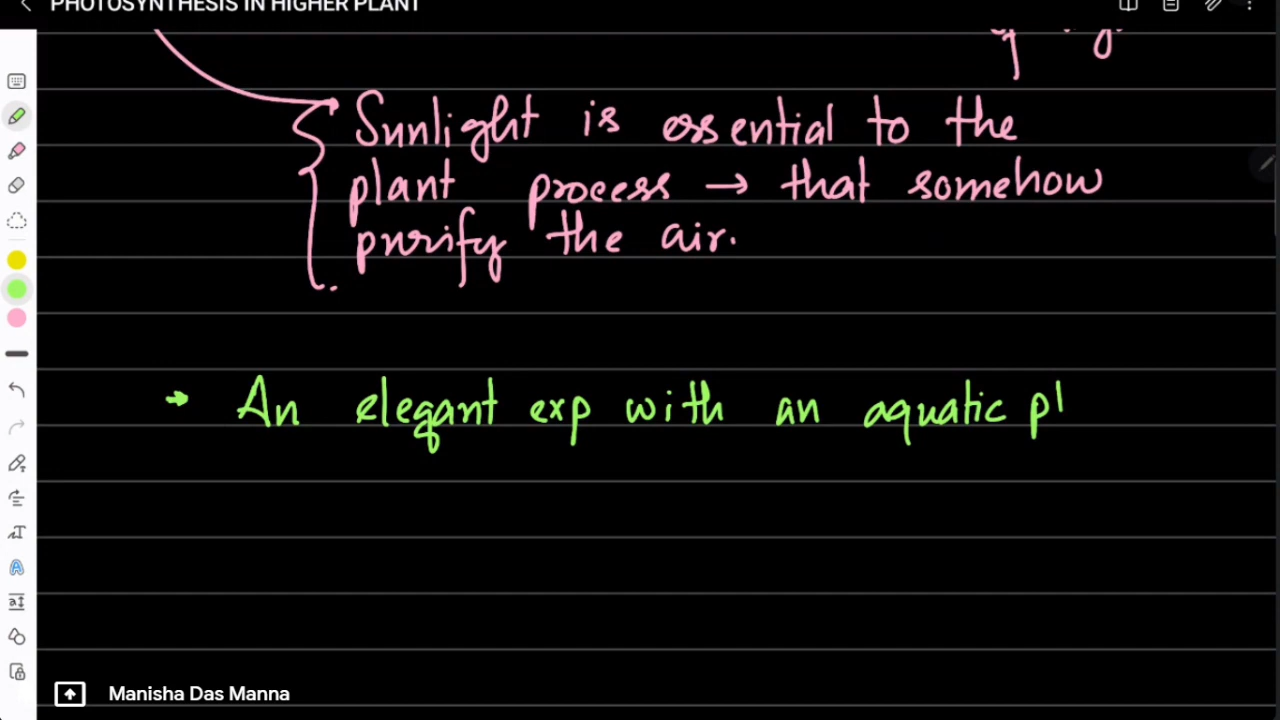 PHOTOSYNTHESIS IN HIGHER PLANT
Sunlight is essential to the
plant process → that somehow
purify the air.
→ An elegant exp with an aquatic pl
Manisha Das Manna